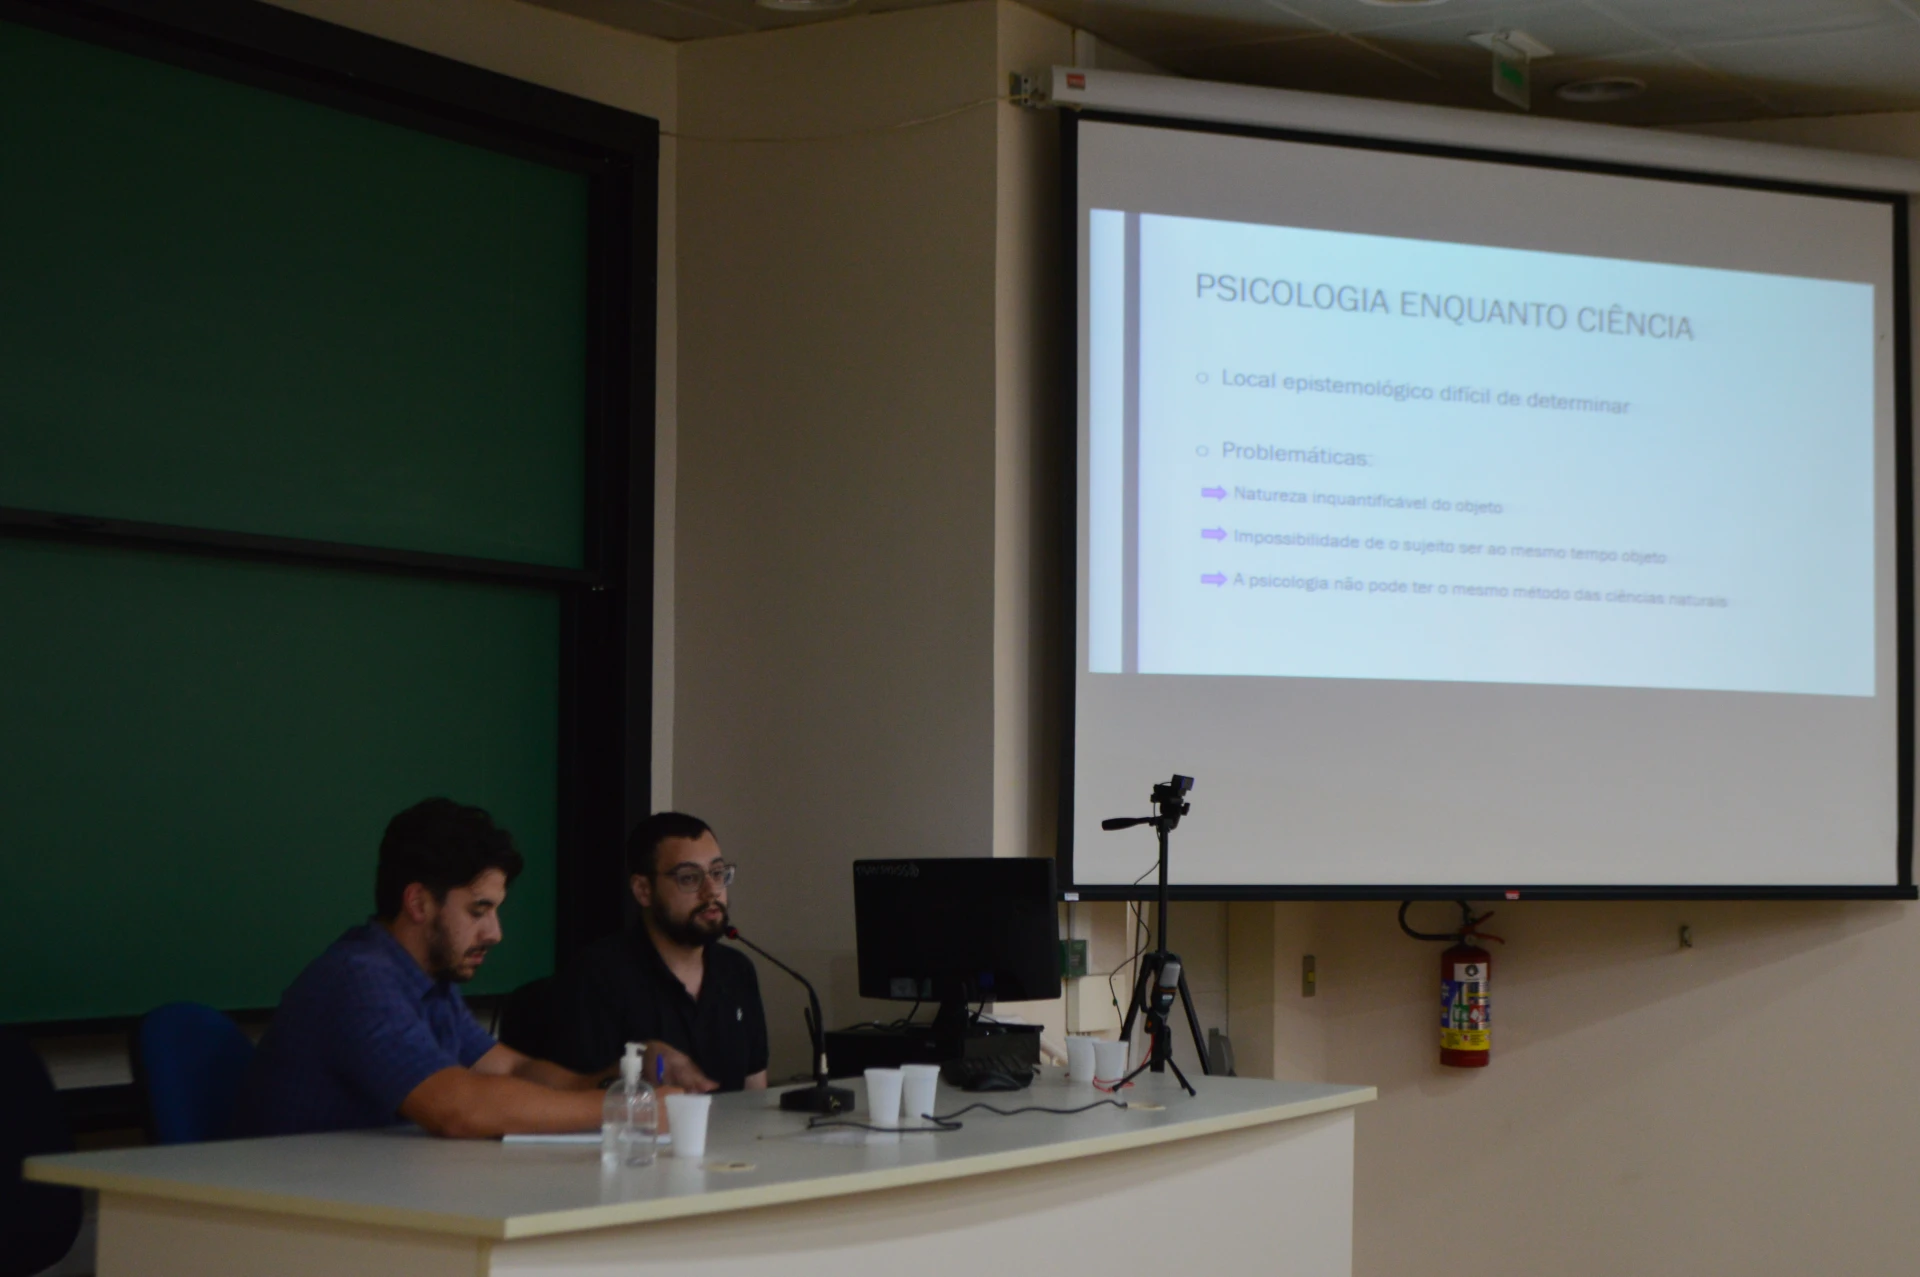 PSICOLOGIA ENQUANTO CIÊNCIA
Local epistemológico difícil de determinar
Problemáticas:
Natureza inquantificável do objeto
Impossibilidade de o sujeito ser ao mesmo tempo objeto
A psicologia não pode ter o mesmo método das ciências naturais